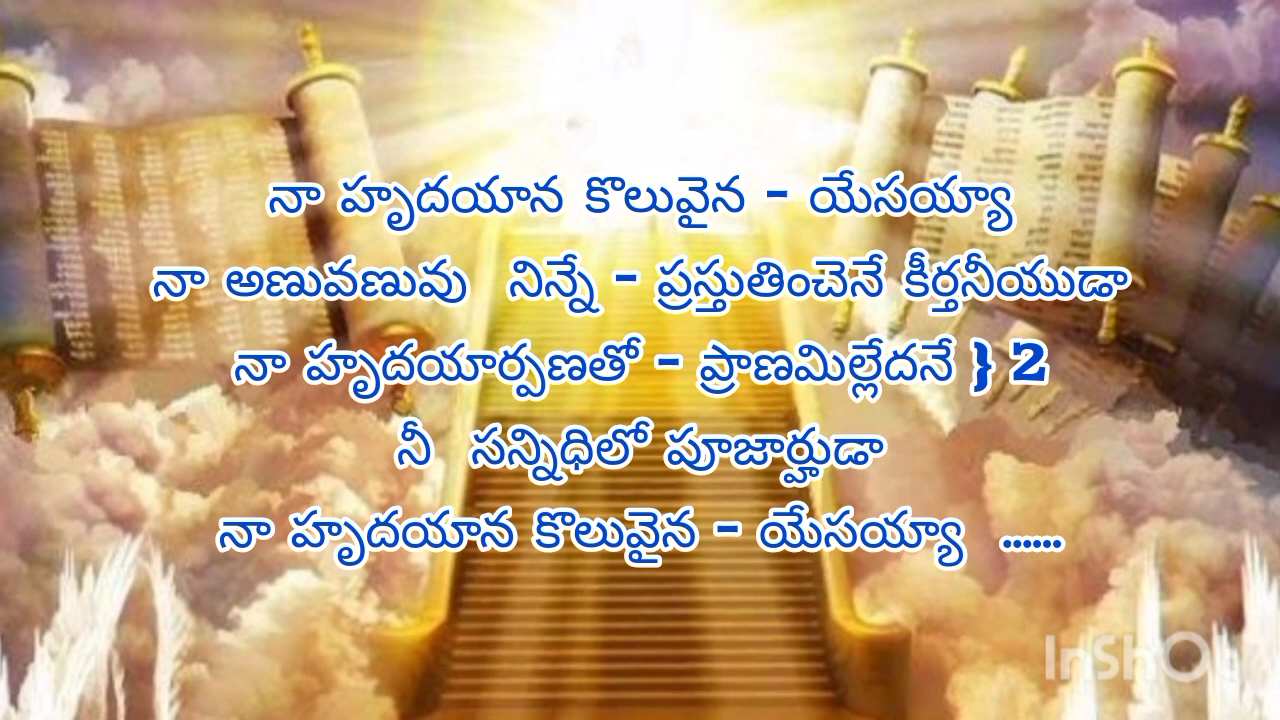 నా హృదయాన కొలువైన - యేసయ్యా
నా అణువణువు నిన్నే - ప్రస్తుతించెనే కీర్తనీయుడా
నా హృదయార్పణతో - ప్రాణమిల్లేదనే } 2
నీ సన్నిధిలో పూజార్హుడా
నా హృదయాన కొలువైన - యేసయ్యా ......
InShOt